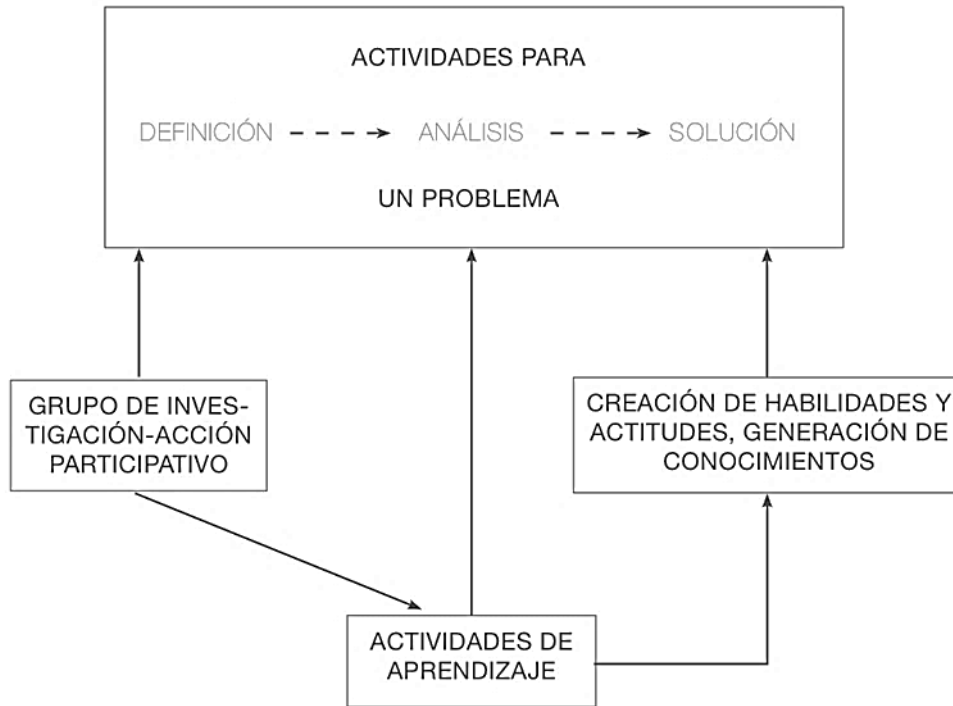 ACTIVIDADES PARA
DEFINICIÓN ANÁLISIS SOLUCIÓN
UN PROBLEMA
GRUPO DE INVES-
TIGACIÓN-ACCIÓN
PARTICIPATIVO
CREACIÓN DE HABILIDADES Y
ACTITUDES, GENERACIÓN DE
CONOCIMIENTOS
ACTIVIDADES DE
APRENDIZAJE